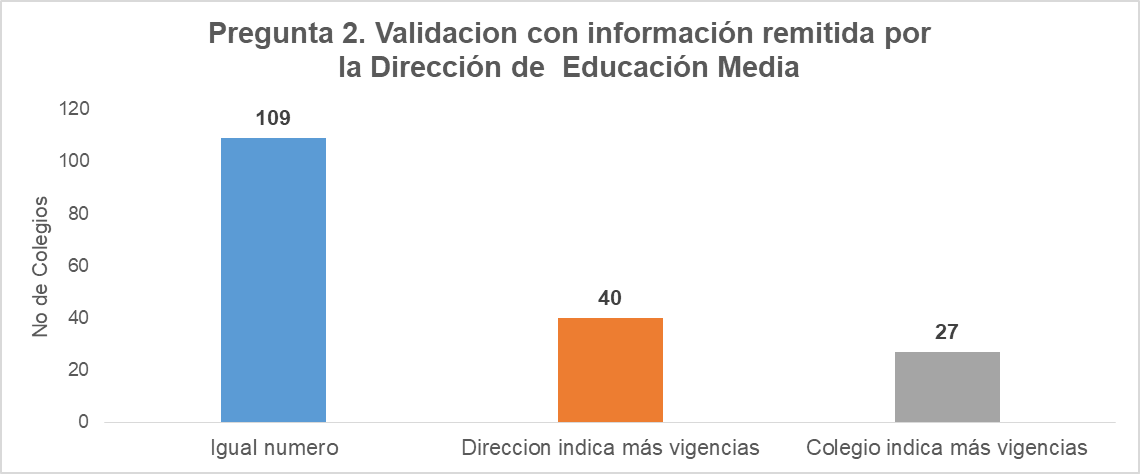 Pregunta 2. Validacion con información remitida por
la Dirección de  Educación Media
120
100
80
60
40
20
0
No de Colegios
109
40
27
Igual numero
Direccion indica más vigencias
Colegio indica más vigencias